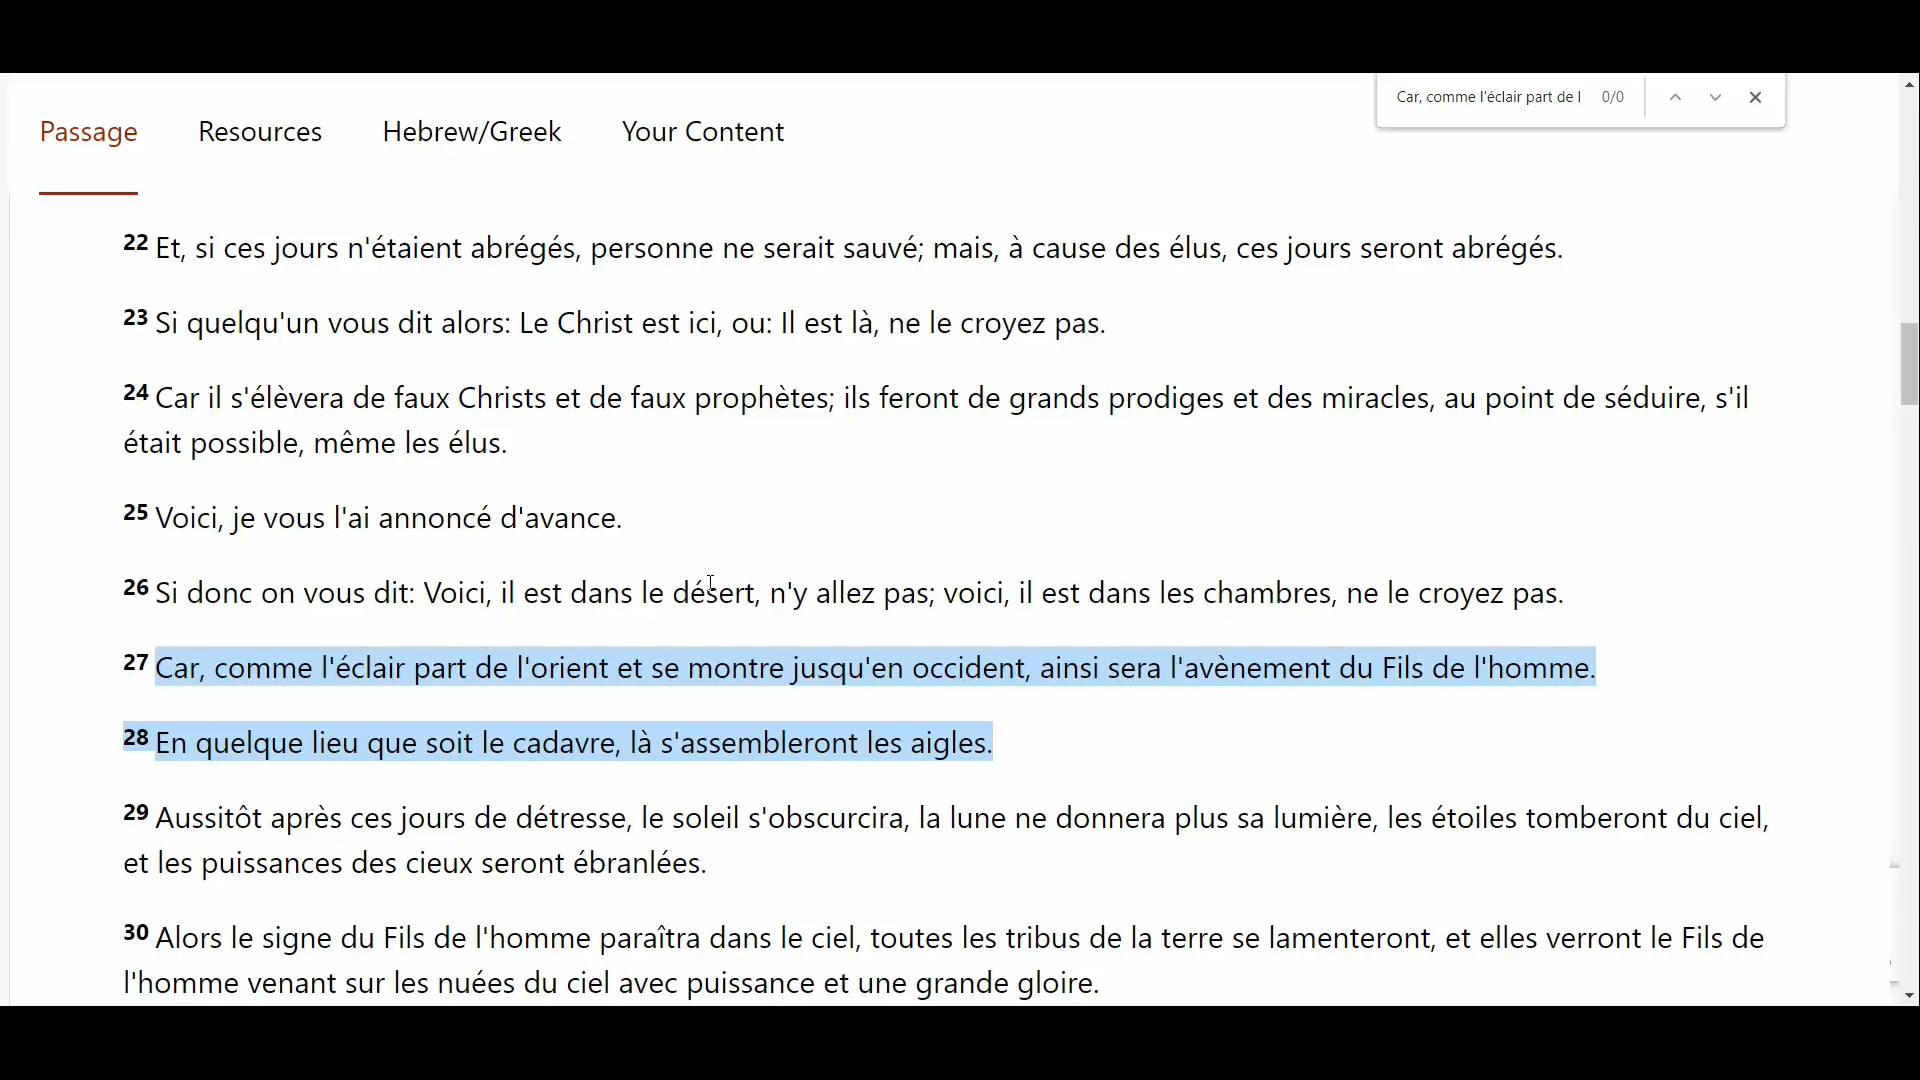 Car, comme l'éclair part de l 0/0
Passage Resources Hebrew/Greek Your Content
22 Et, si ces jours n'étaient abrégés, personne ne serait sauvé; mais, à cause des élus, ces jours seront abrégés.
23 Si quelqu'un vous dit alors: Le Christ est ici, ou: Il est là, ne le croyez pas.
24 Car il s'élèvera de faux Christs et de faux prophètes; ils feront de grands prodiges et des miracles, au point de séduire, s'il
était possible, même les élus.
25 Voici, je vous l'ai annoncé d'avance.
26 Si donc on vous dit: Voici, il est dans le désert, n'y allez pas; voici, il est dans les chambres, ne le croyez pas.
27 Car, comme l'éclair part de l'orient et se montre jusqu'en occident, ainsi sera l'avènement du Fils de l'homme.
28 En quelque lieu que soit le cadavre, là s'assembleront les aigles.
29 Aussitôt après ces jours de détresse, le soleil s'obscurcira, la lune ne donnera plus sa lumière, les étoiles tomberont du ciel,
et les puissances des cieux seront ébranlées.
30 Alors le signe du Fils de l'homme paraîtra dans le ciel, toutes les tribus de la terre se lamenteront, et elles verront le Fils de
l'homme venant sur les nuées du ciel avec puissance et une grande gloire.